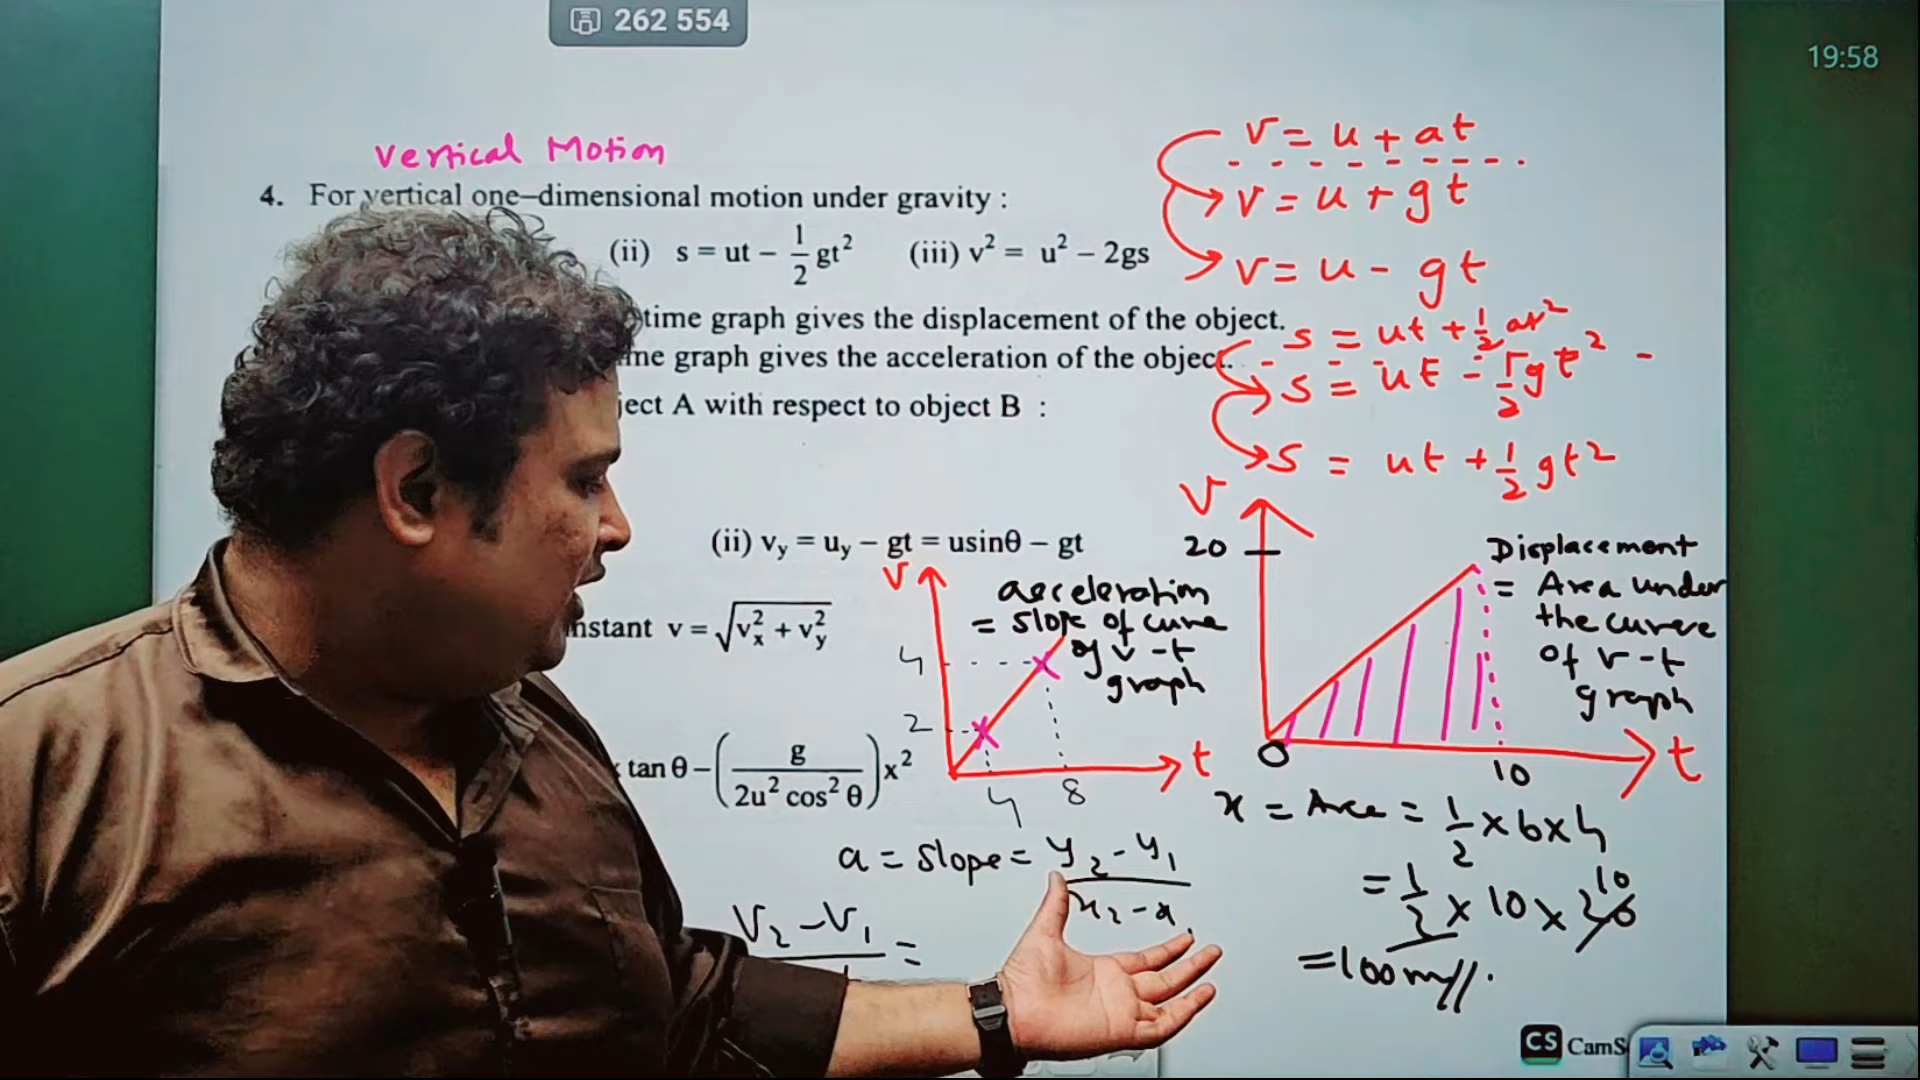 262 554
19:58
Vertical Motion
4. For vertical one–dimensional motion under gravity :
(ii) s = ut – 1/2 gt² (iii) v² = u² – 2gs
time graph gives the displacement of the object.
me graph gives the acceleration of the object.
ject A with respect to object B :
(ii) vy = uy – gt = usinθ – gt
nstant v = √(vx² + vy²)
tan θ – (g / 2u² cos² θ) x²
v = u + at
v = u + gt
v = u - gt
s = ut + 1/2 at²
s = ut - 1/2 gt²
s = ut + 1/2 gt²
V
4
2
4
8
t
acceleration
= slope of curve
of v-t
graph
a = slope = y₂ - y₁ / x₂ - x₁
V₂ - V₁
=
V
20
O
10
t
Displacement
= Area under
the curve
of v-t
graph
x = Area = 1/2 × b × h
= 1/2 × 10 × 20 10
= 100 m//.
CS CamS